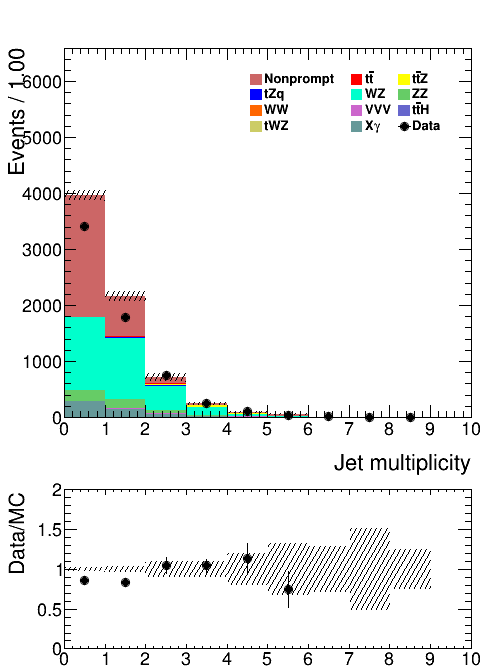 Events / 1.00
6000
5000
4000
3000
2000
1000
0
Nonprompt tt̄ tt̄Z
tZq WZ ZZ
WW VVV tt̄H
tWZ Xγ Data
0 1 2 3 4 5 6 7 8 9 10
Jet multiplicity
Data/MC
2
1.5
1
0.5
0
0 1 2 3 4 5 6 7 8 9 10